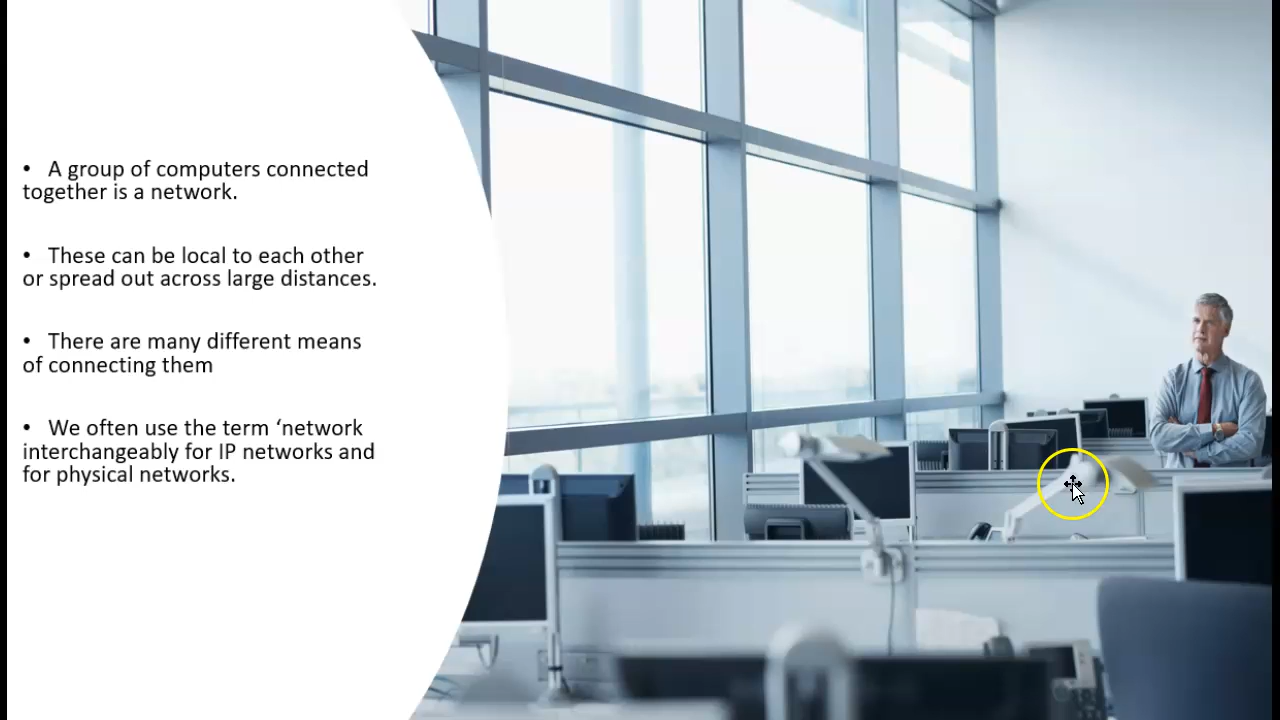 • A group of computers connected
together is a network.
• These can be local to each other
or spread out across large distances.
• There are many different means
of connecting them
• We often use the term ‘network
interchangeably for IP networks and
for physical networks.